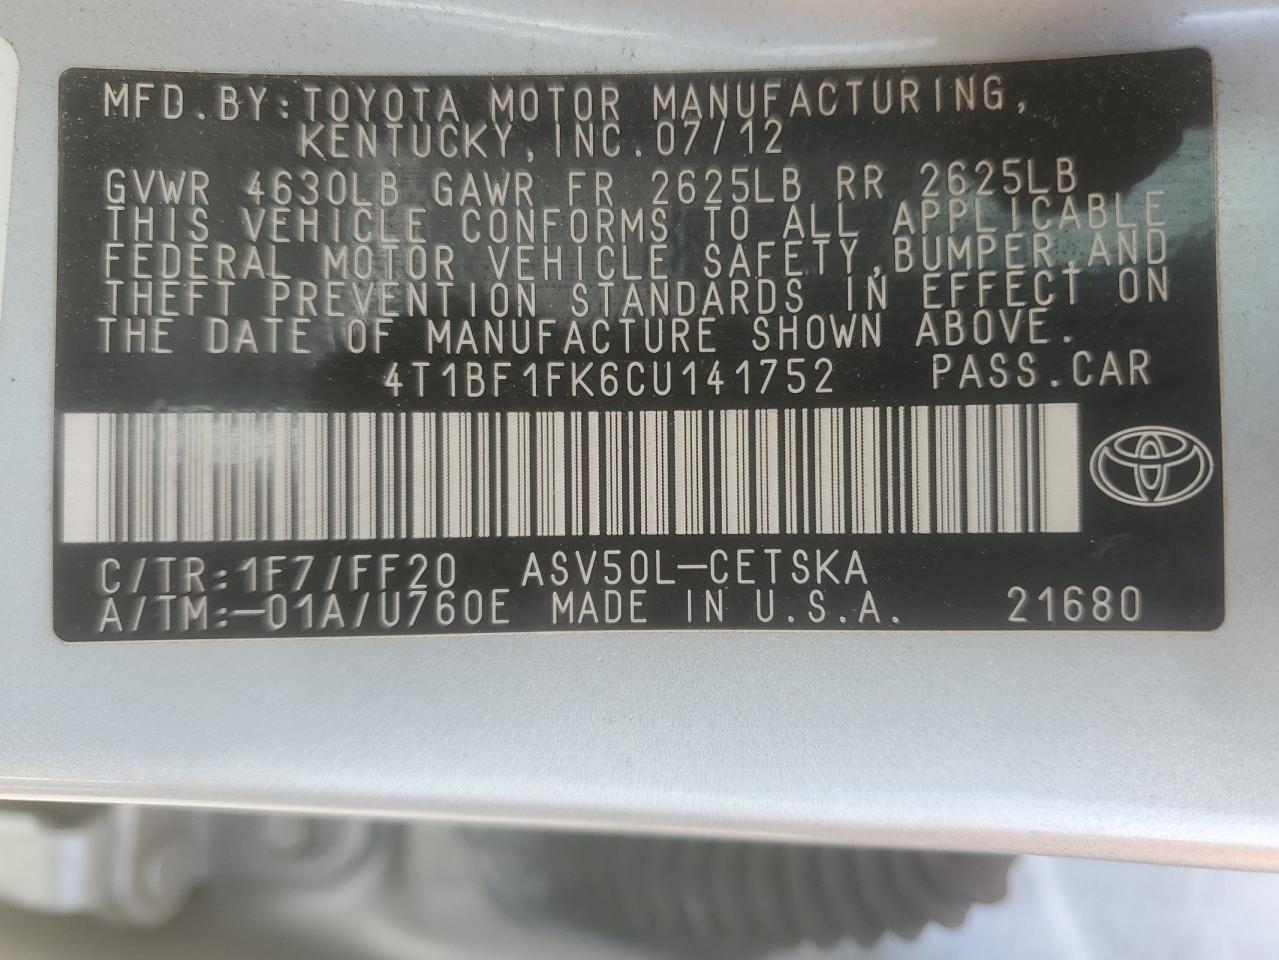 MFD.BY:TOYOTA MOTOR MANUFACTURING,
KENTUCKY,INC.07/12
GVWR 4630LB GAWR FR 2625LB RR 2625LB
THIS VEHICLE CONFORMS TO ALL APPLICABLE
FEDERAL MOTOR VEHICLE SAFETY,BUMPER,AND
THEFT PREVENTION STANDARDS IN EFFECT ON
THE DATE OF MANUFACTURE SHOWN ABOVE.
4T1BF1FK6CU141752 PASS.CAR
C/TR:1F7/FF20 ASV50L-CETSKA
A/TM:-01A/U760E MADE IN U.S.A. 21680